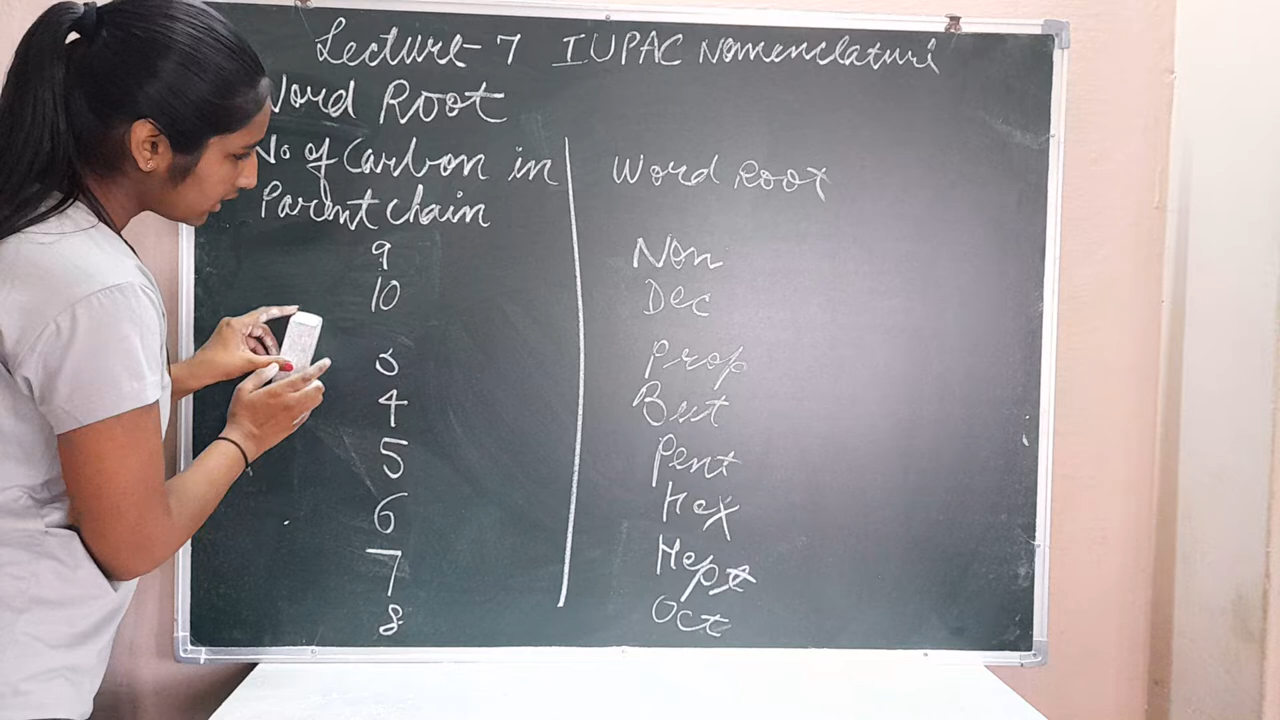 Lecture-7 IUPAC Nomenclature
Word Root
No of Carbon in Parent chain | Word Root
9 Non
10 Dec
3 Prop
4 But
5 Pent
6 Hex
7 Hept
8 Oct